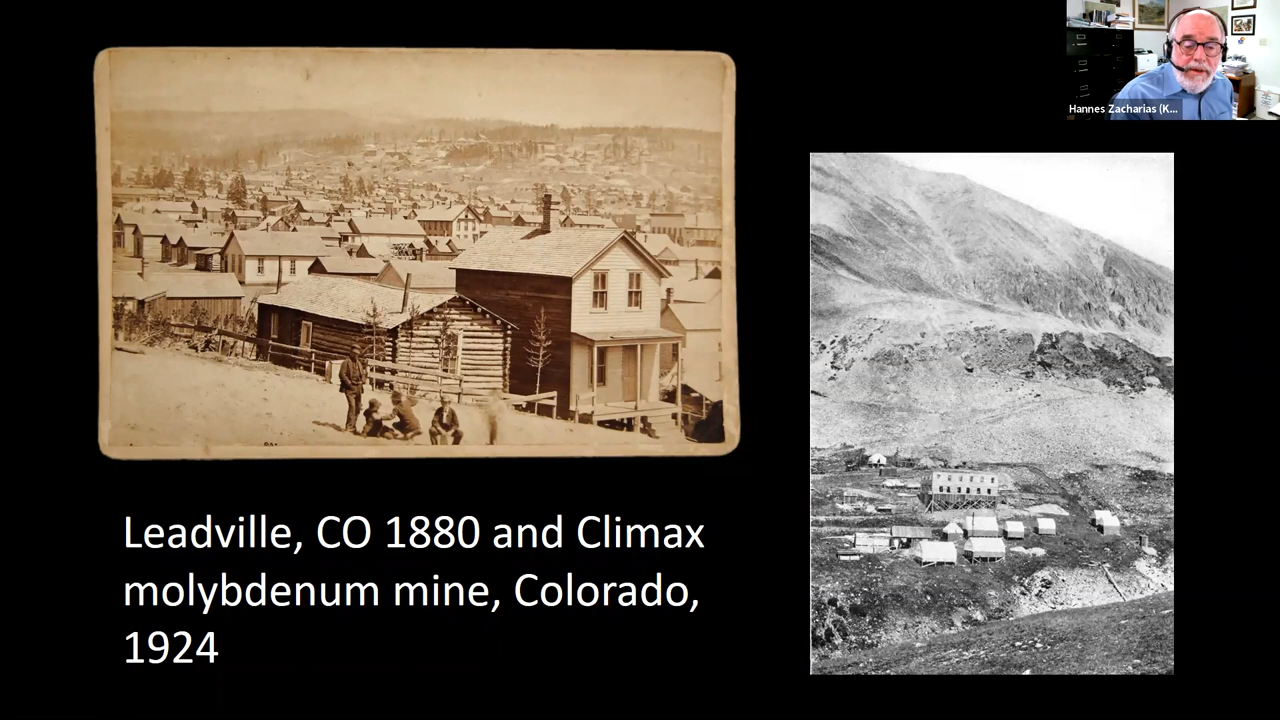 Hannes Zacharias (K...
Leadville, CO 1880 and Climax
molybdenum mine, Colorado,
1924